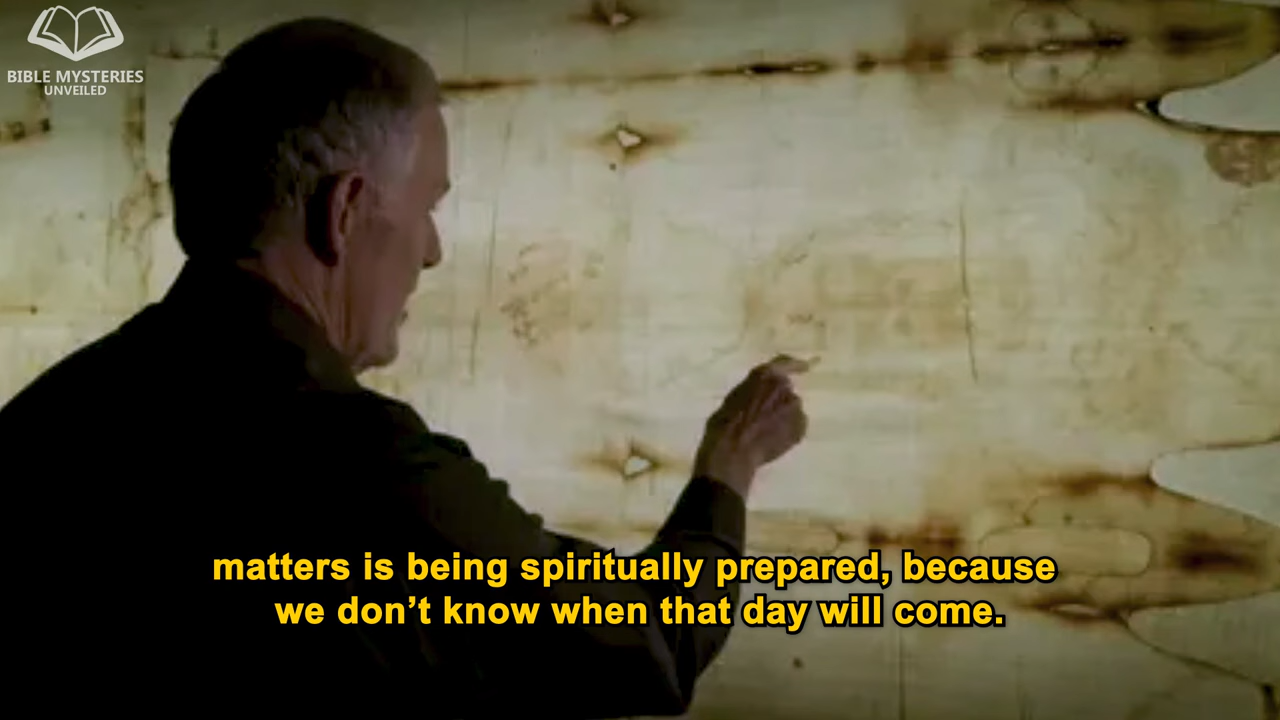 BIBLE MYSTERIES
UNVEILED
matters is being spiritually prepared, because
we don’t know when that day will come.